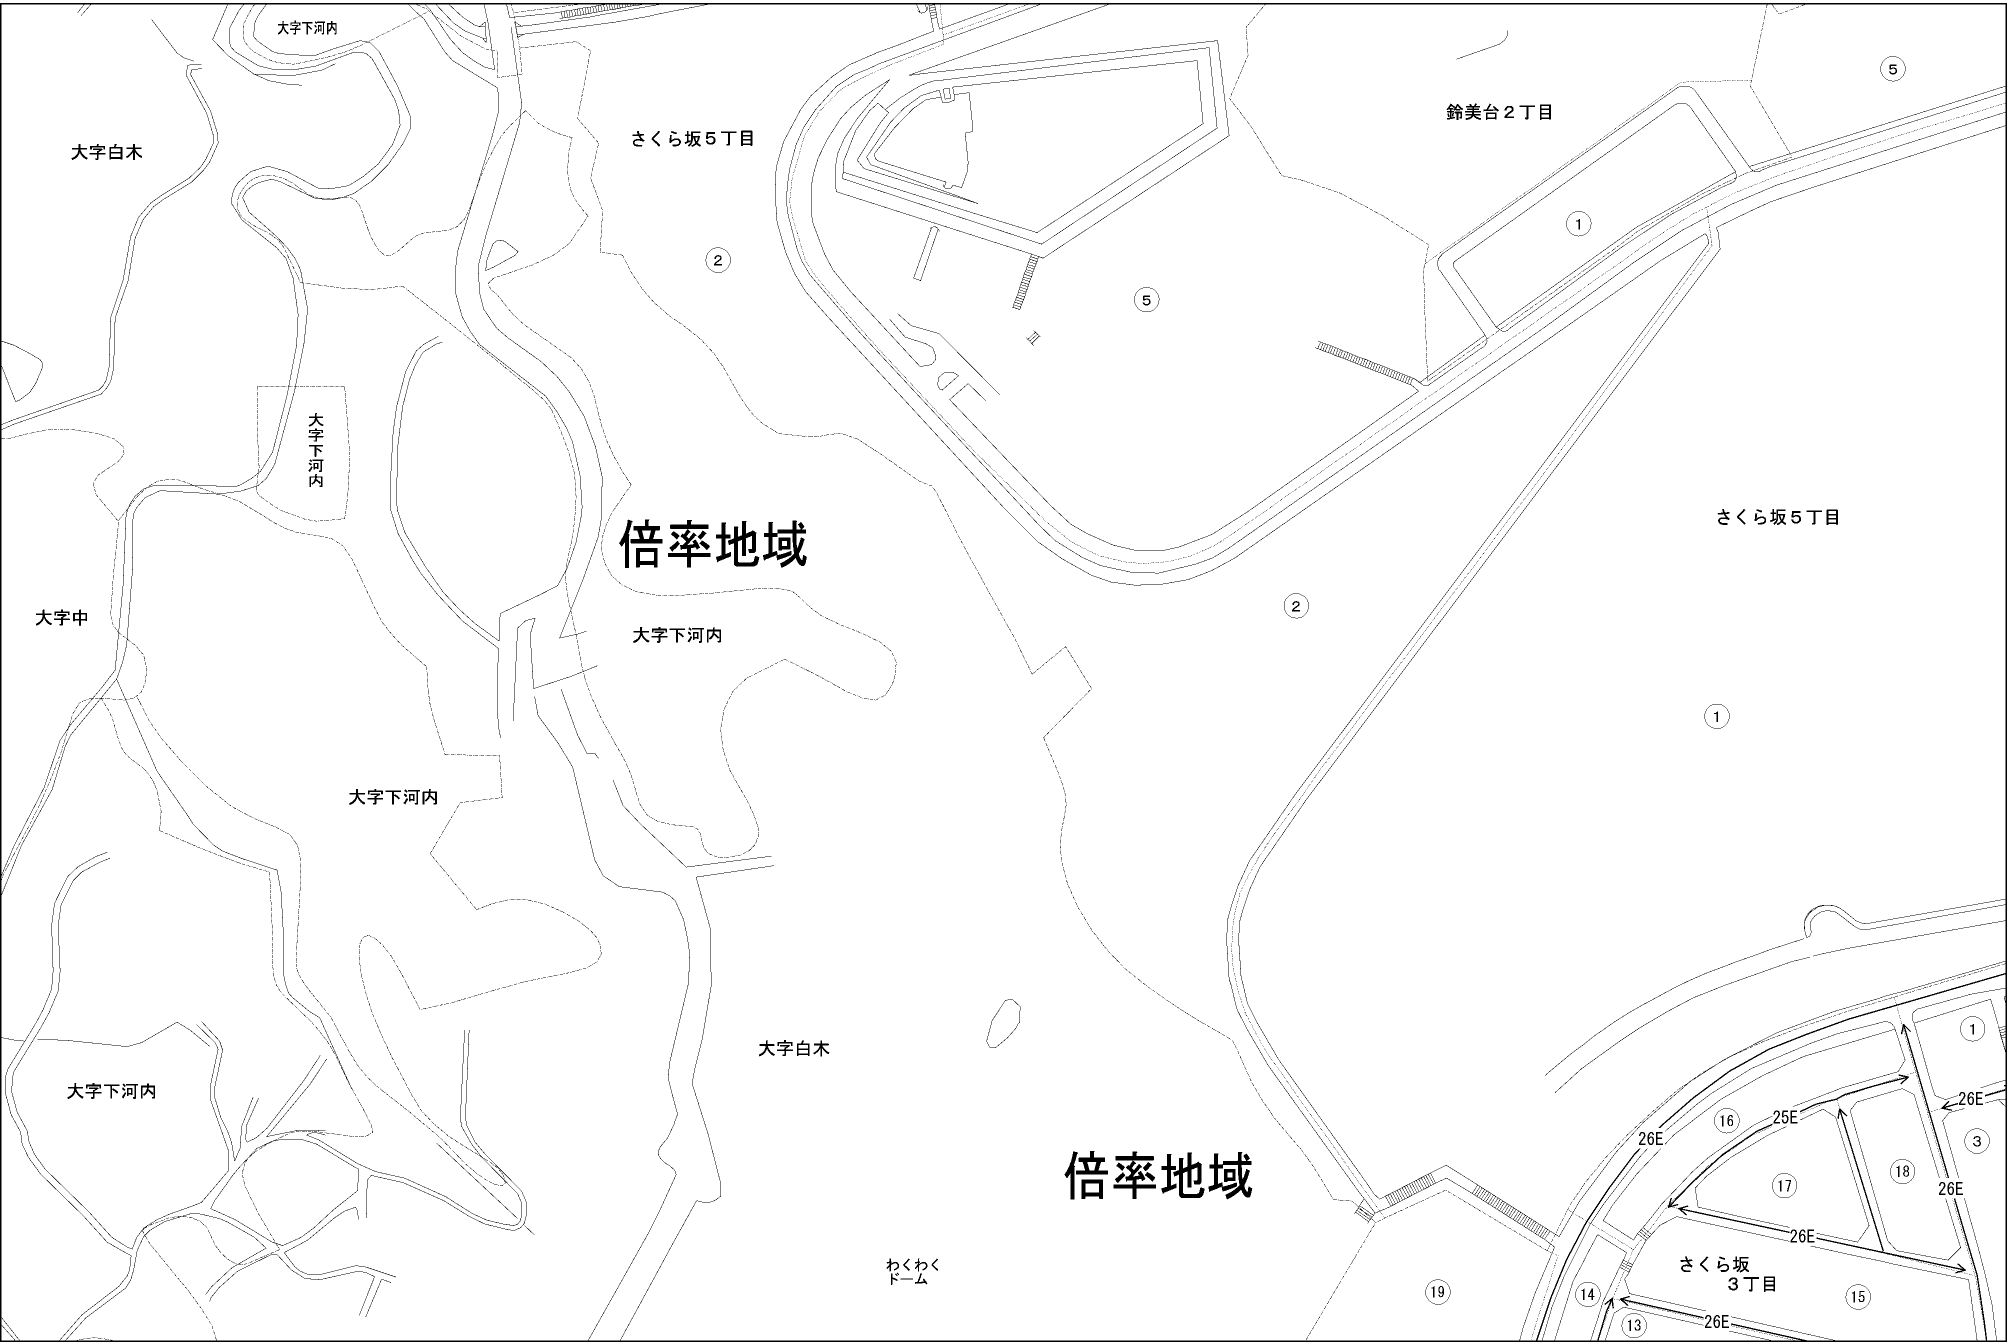 大字下河内
⑤
鈴美台２丁目
さくら坂５丁目
大字白木
①
②
⑤
大字下河内
さくら坂５丁目
倍率地域
②
大字中
大字下河内
①
大字下河内
①
大字白木
大字下河内
26E
25E
⑯
26E
③
倍率地域
⑱
⑰
26E
26E
わくわく
ドーム
さくら坂
３丁目
⑲
⑭
⑮
26E
⑬